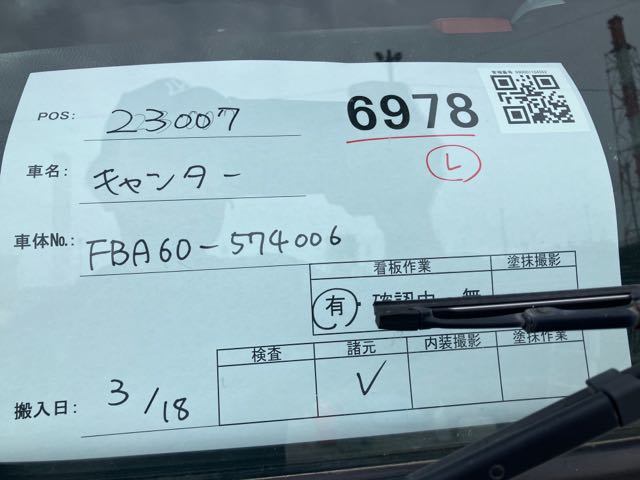 POS: 23007
6978
L
車名: キャンター
車体No.: FBA60-574006
看板作業 塗抹撮影
有・確認中 無
検査 諸元 内装撮影 塗抹作業
搬入日: 3/18 V